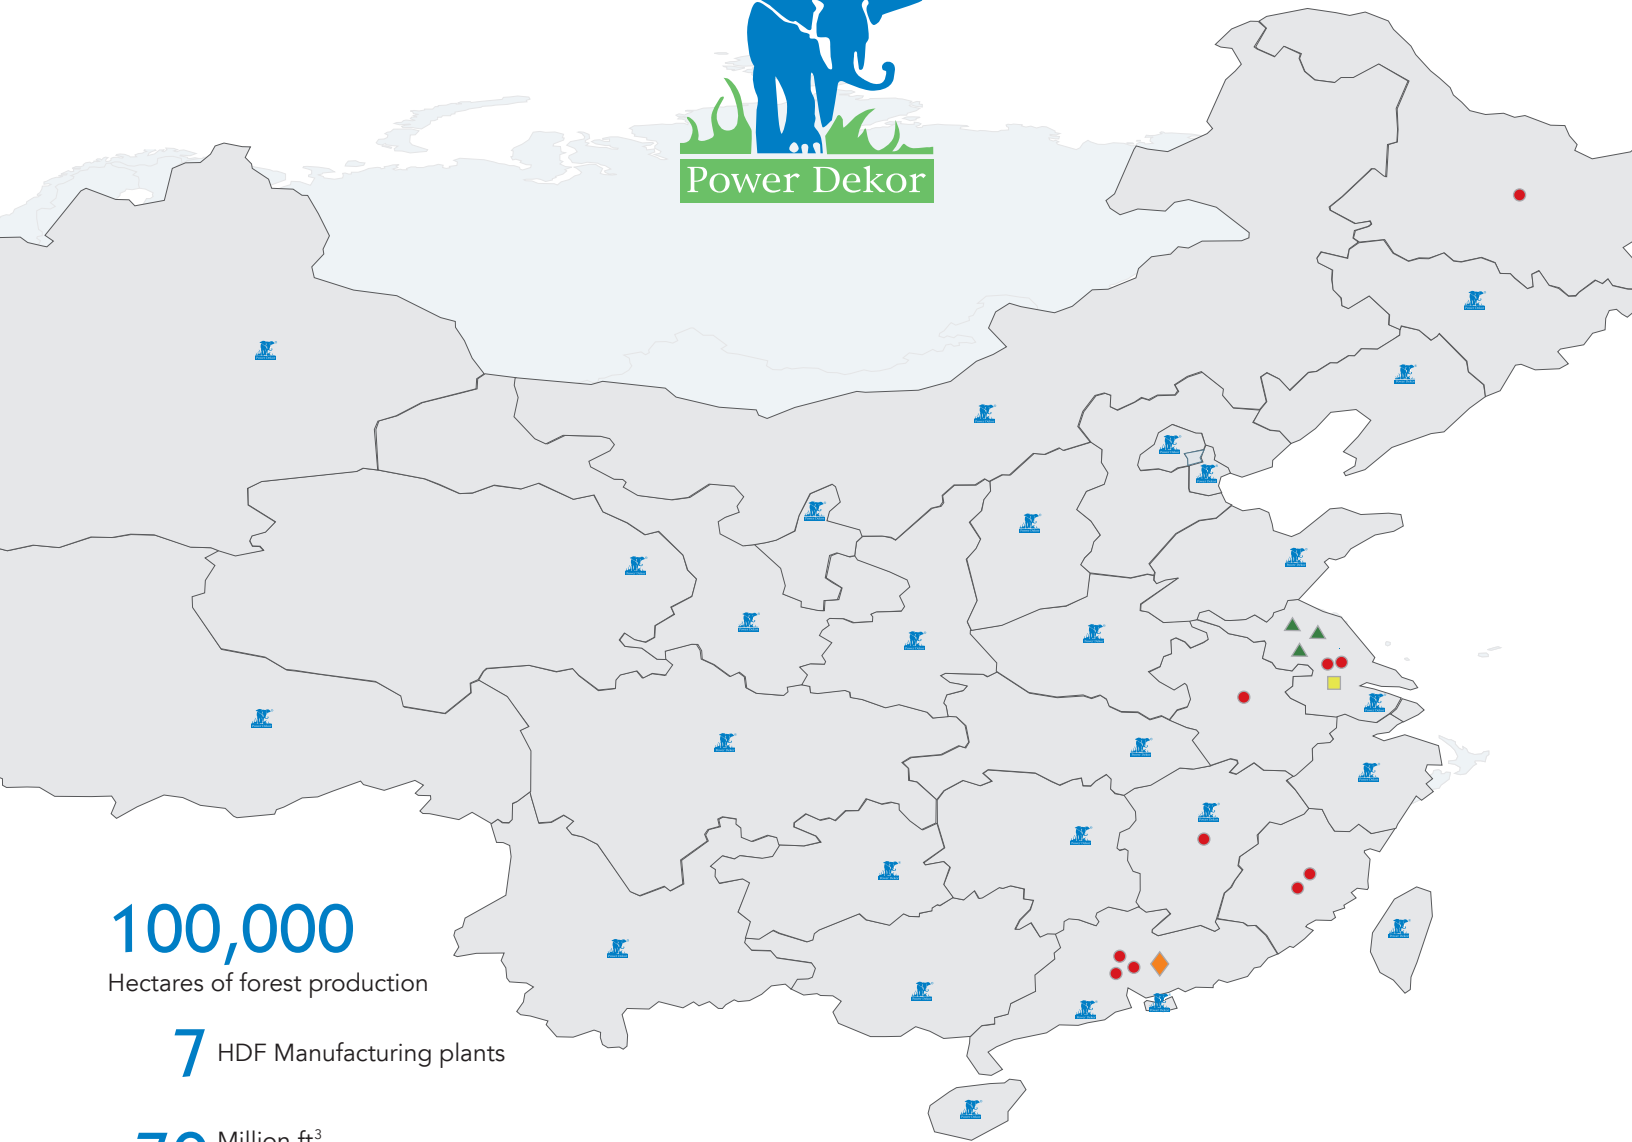 Power Dekor
100,000
Hectares of forest production
7 HDF Manufacturing plants
Million ft³